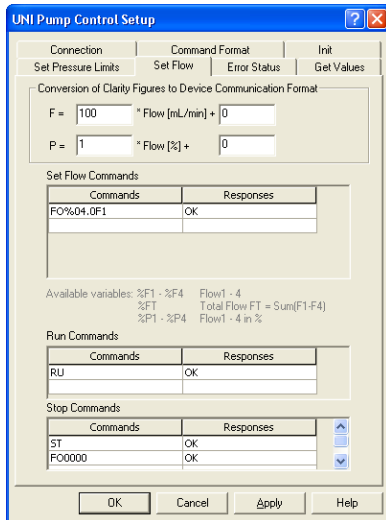 UNI Pump Control Setup
Connection Command Format Init
Set Pressure Limits Set Flow Error Status Get Values
Conversion of Clarity Figures to Device Communication Format
F = 100 * Flow [mL/min] + 0
P = 1 * Flow [%] + 0
Set Flow Commands
Commands Responses
FO%04.0F1 OK
Available variables: %F1 - %F4 Flow1 - 4
%FT Total Flow FT = Sum(F1-F4)
%P1 - %P4 Flow1 - 4 in %
Run Commands
Commands Responses
RU OK
Stop Commands
Commands Responses
ST OK
FO0000 OK
OK Cancel Apply Help